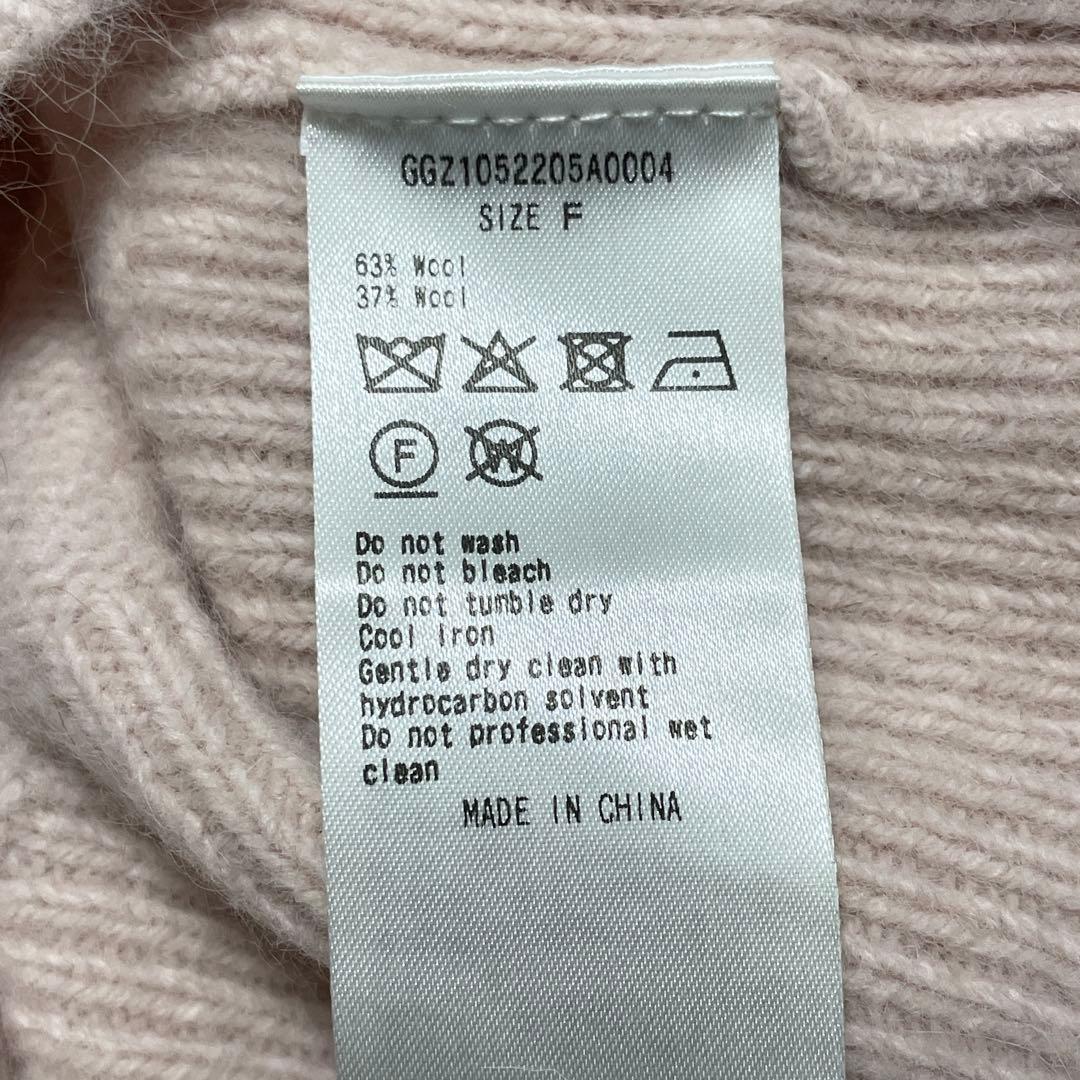 GGZ1052205A0004
SIZE F
63% Wool
37% Wool
F W
Do not wash
Do not bleach
Do not tumble dry
Cool iron
Gentle dry clean with
hydrocarbon solvent
Do not professional wet
clean
MADE IN CHINA